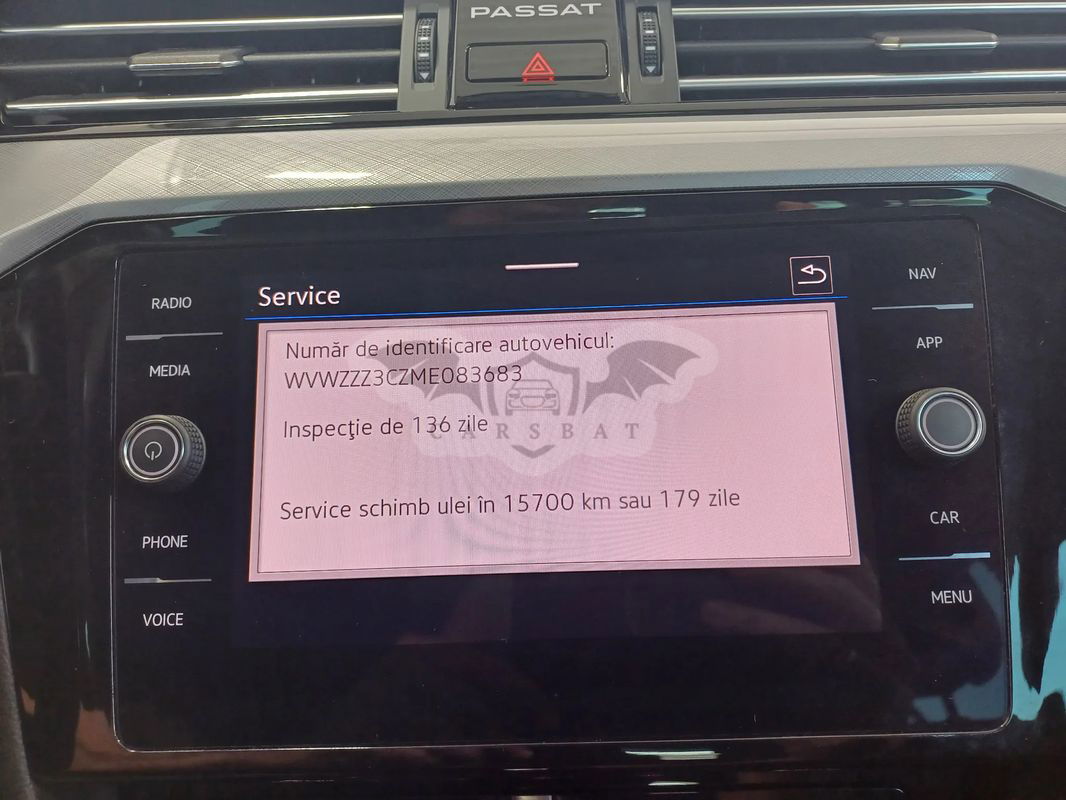 PASSAT
RADIO
MEDIA
PHONE
VOICE
Service
Număr de identificare autovehicul:
WVWZZZ3CZME083683
Inspecţie de 136 zile
Service schimb ulei în 15700 km sau 179 zile
CARSBAT
NAV
APP
CAR
MENU